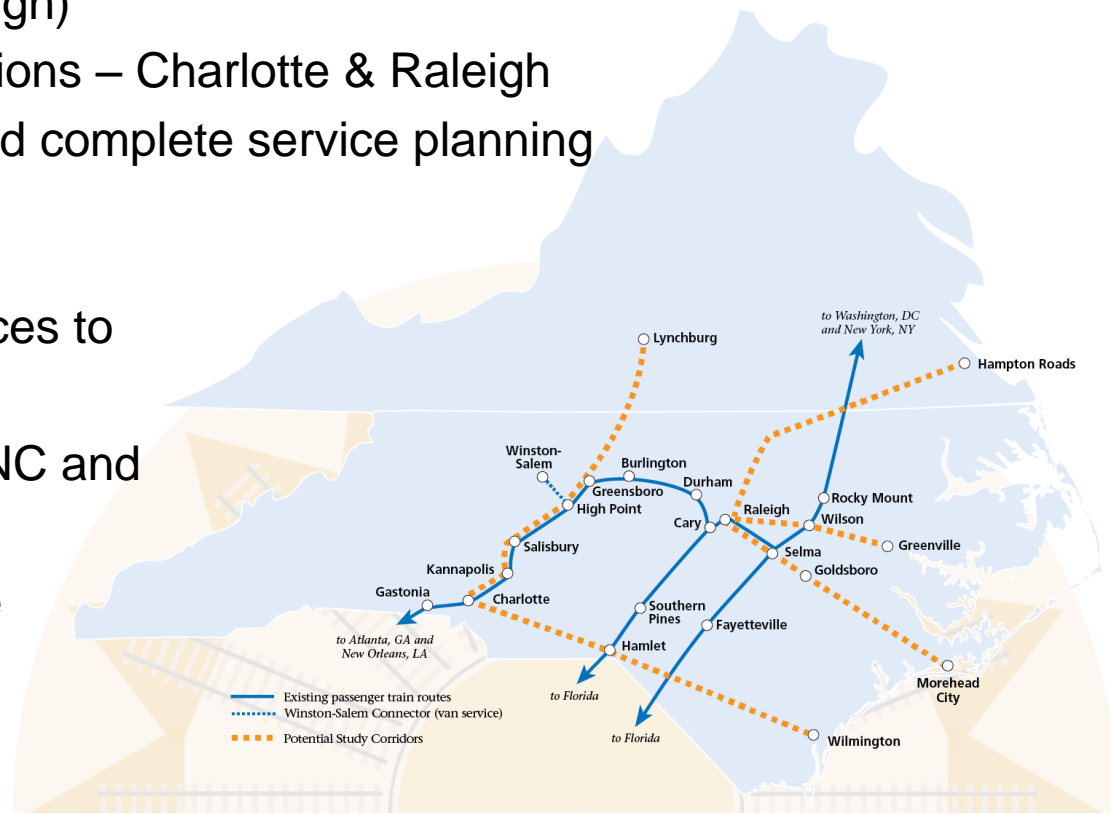 gh)
ions – Charlotte & Raleigh
d complete service planning
ces to
NC and
to Washington, DC
and New York, NY
Lynchburg
Hampton Roads
Winston-
Salem
Burlington
Greensboro
Durham
High Point
Rocky Mount
Raleigh
Cary
Wilson
Greenville
Salisbury
Selma
Kannapolis
Goldsboro
Gastonia
Charlotte
Southern
Pines
Fayetteville
to Atlanta, GA and
New Orleans, LA
Hamlet
Morehead
City
to Florida
Existing passenger train routes
Winston-Salem Connector (van service)
to Florida
Potential Study Corridors
Wilmington